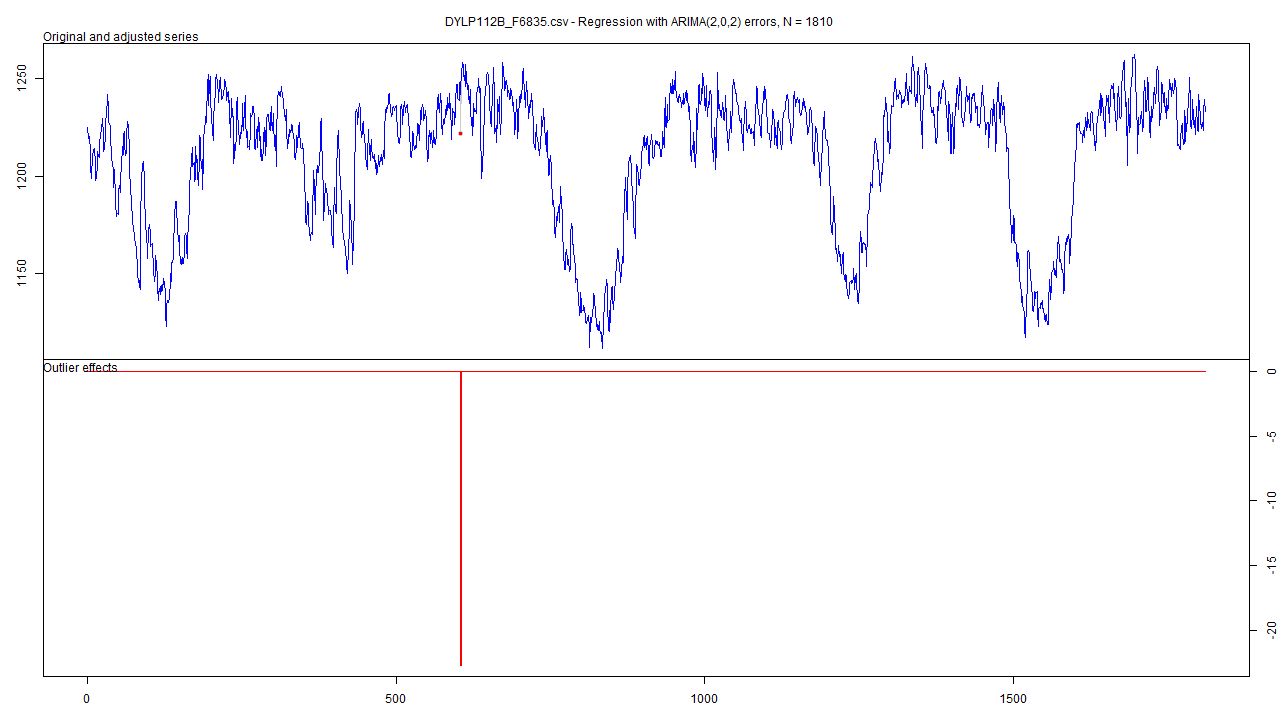 DYLP112B_F6835.csv - Regression with ARIMA(2,0,2) errors, N = 1810
Original and adjusted series
1250
1200
1150
Outlier effects
0
-5
-10
-15
-20
0 500 1000 1500